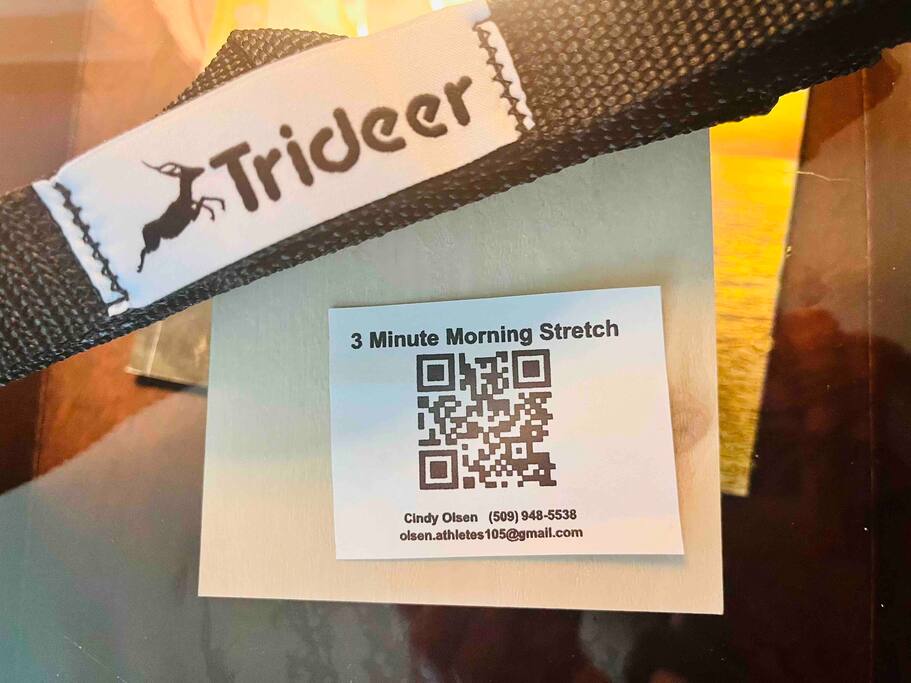 Trideer
3 Minute Morning Stretch
Cindy Olsen (509) 948-5538
olsen.athletes105@gmail.com